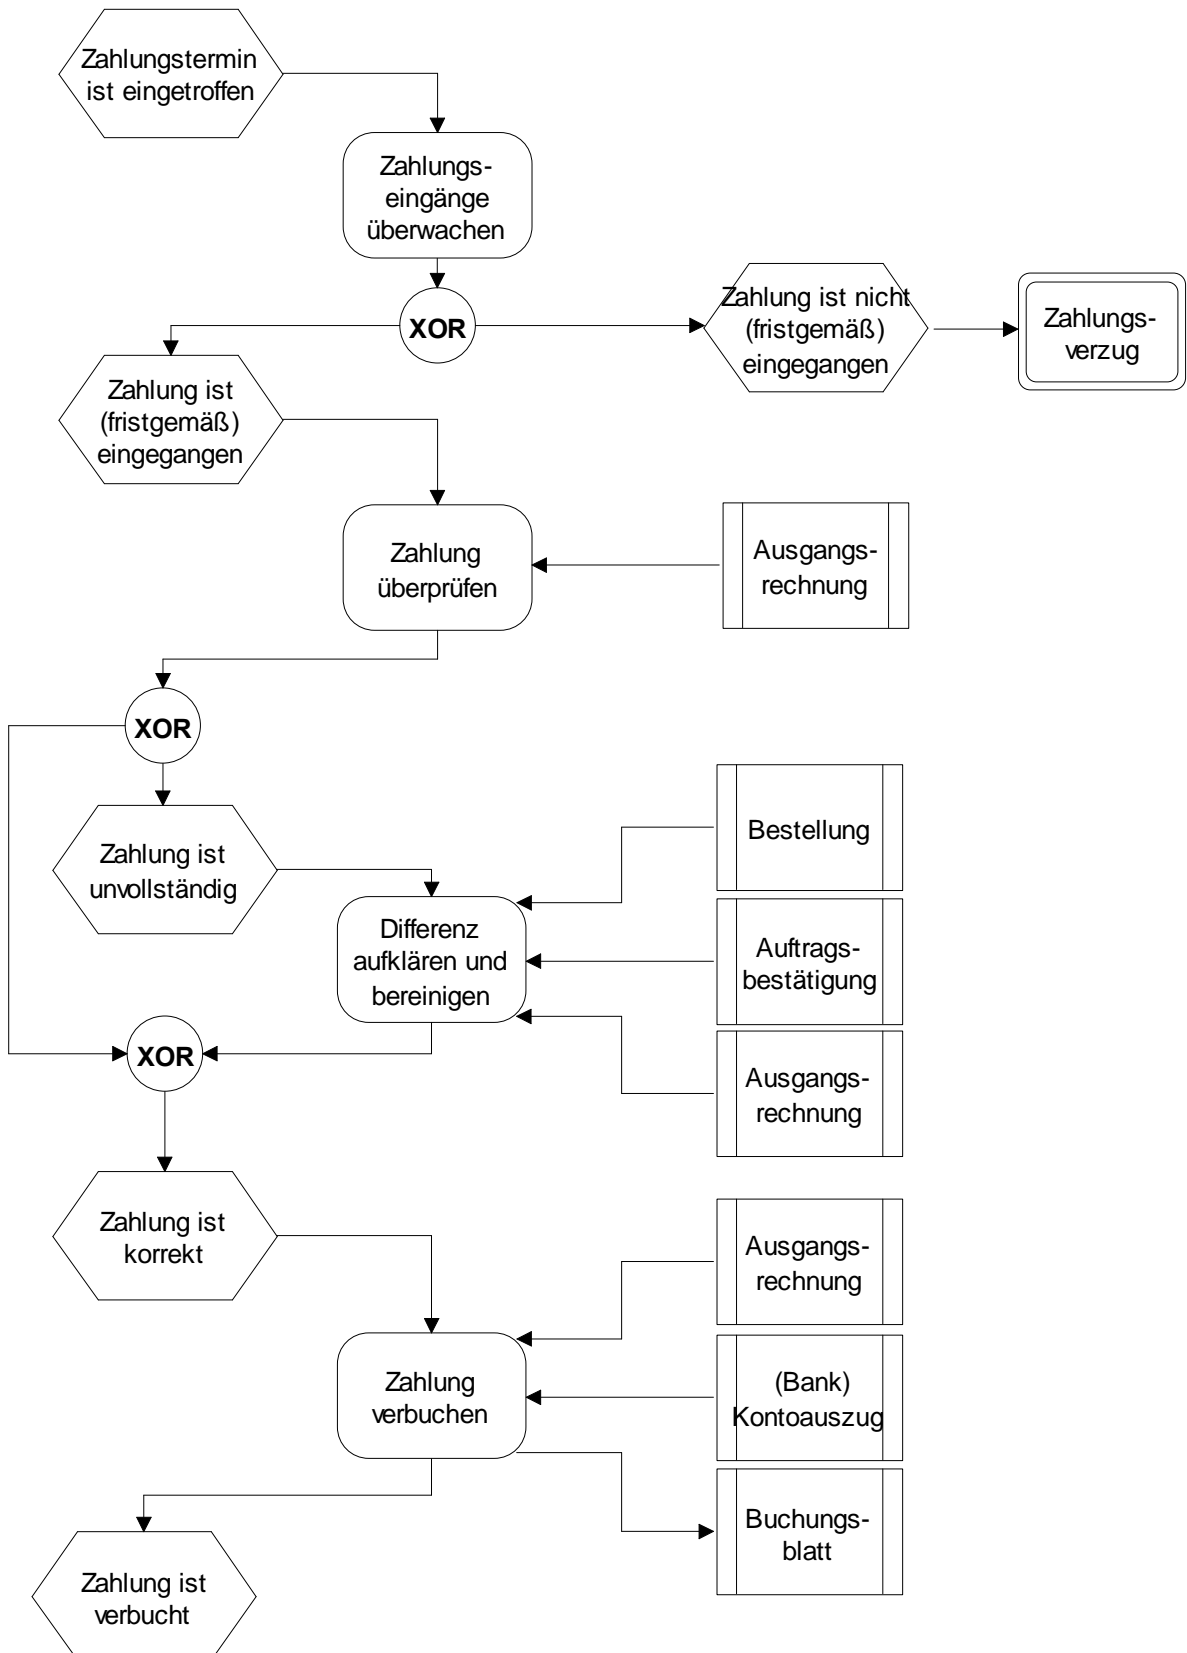 Zahlungstermin
ist eingetroffen
Zahlungs-
eingänge
überwachen
XOR
Zahlung ist nicht
(fristgemäß)
eingegangen
Zahlungs-
verzug
Zahlung ist
(fristgemäß)
eingegangen
Zahlung
überprüfen
Ausgangs-
rechnung
XOR
Zahlung ist
unvollständig
Bestellung
Differenz
aufklären und
bereinigen
Auftrags-
bestätigung
XOR
Ausgangs-
rechnung
Zahlung ist
korrekt
Ausgangs-
rechnung
Zahlung
verbuchen
(Bank)
Kontoauszug
Buchungs-
blatt
Zahlung ist
verbucht